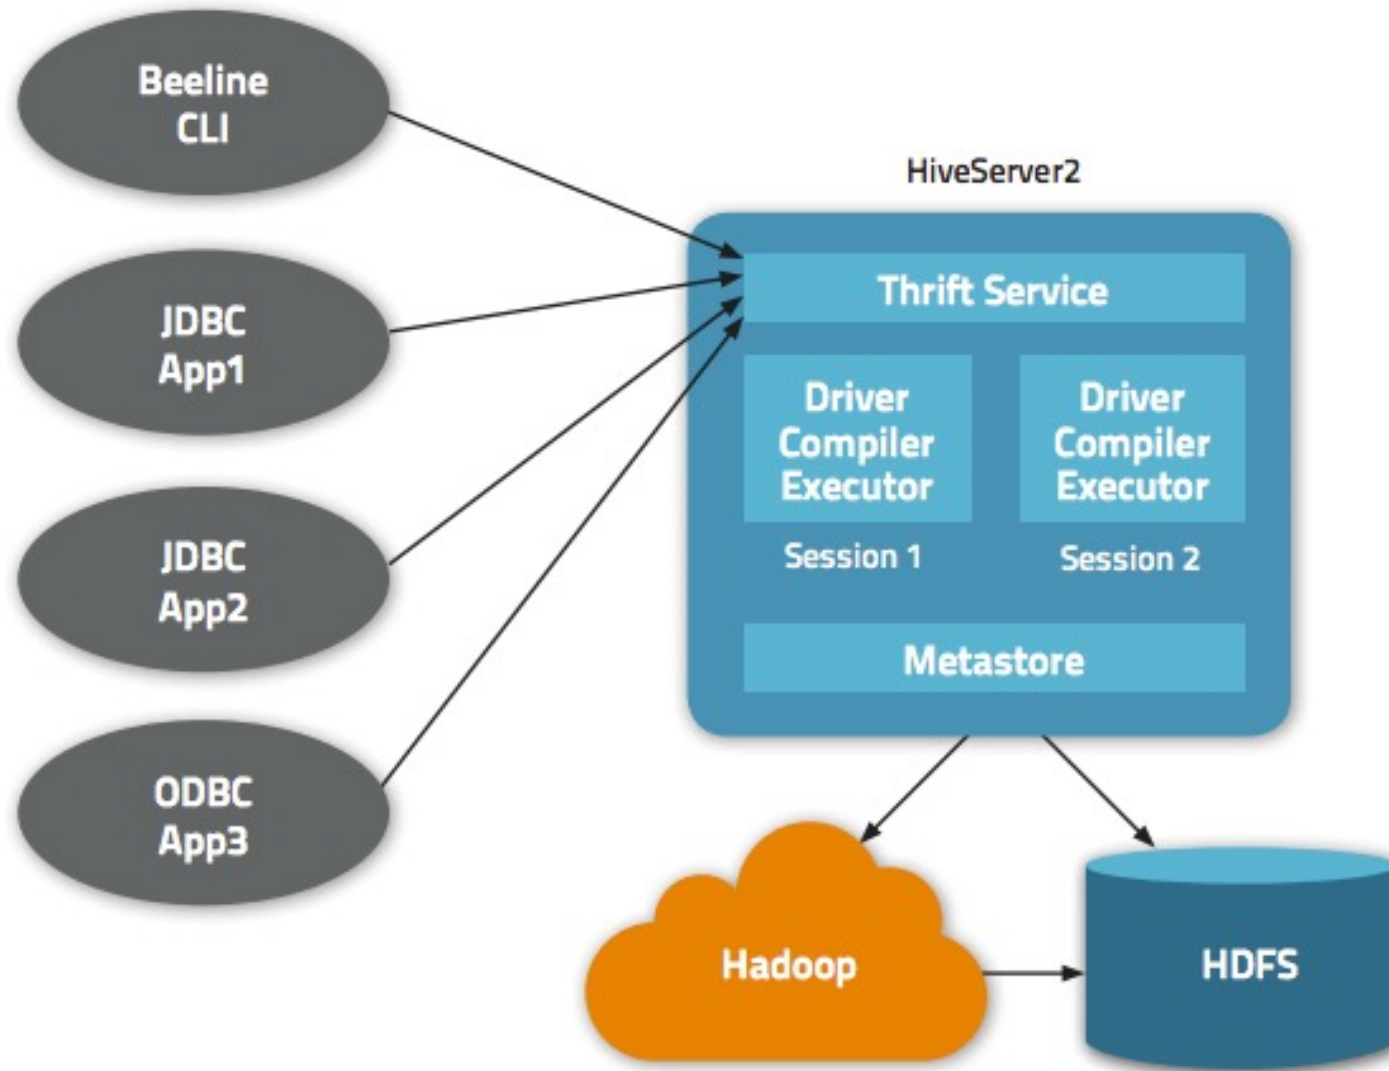 Beeline
CLI
JDBC
App1
JDBC
App2
ODBC
App3
HiveServer2
Thrift Service
Driver
Compiler
Executor
Session 1
Driver
Compiler
Executor
Session 2
Metastore
Hadoop
HDFS